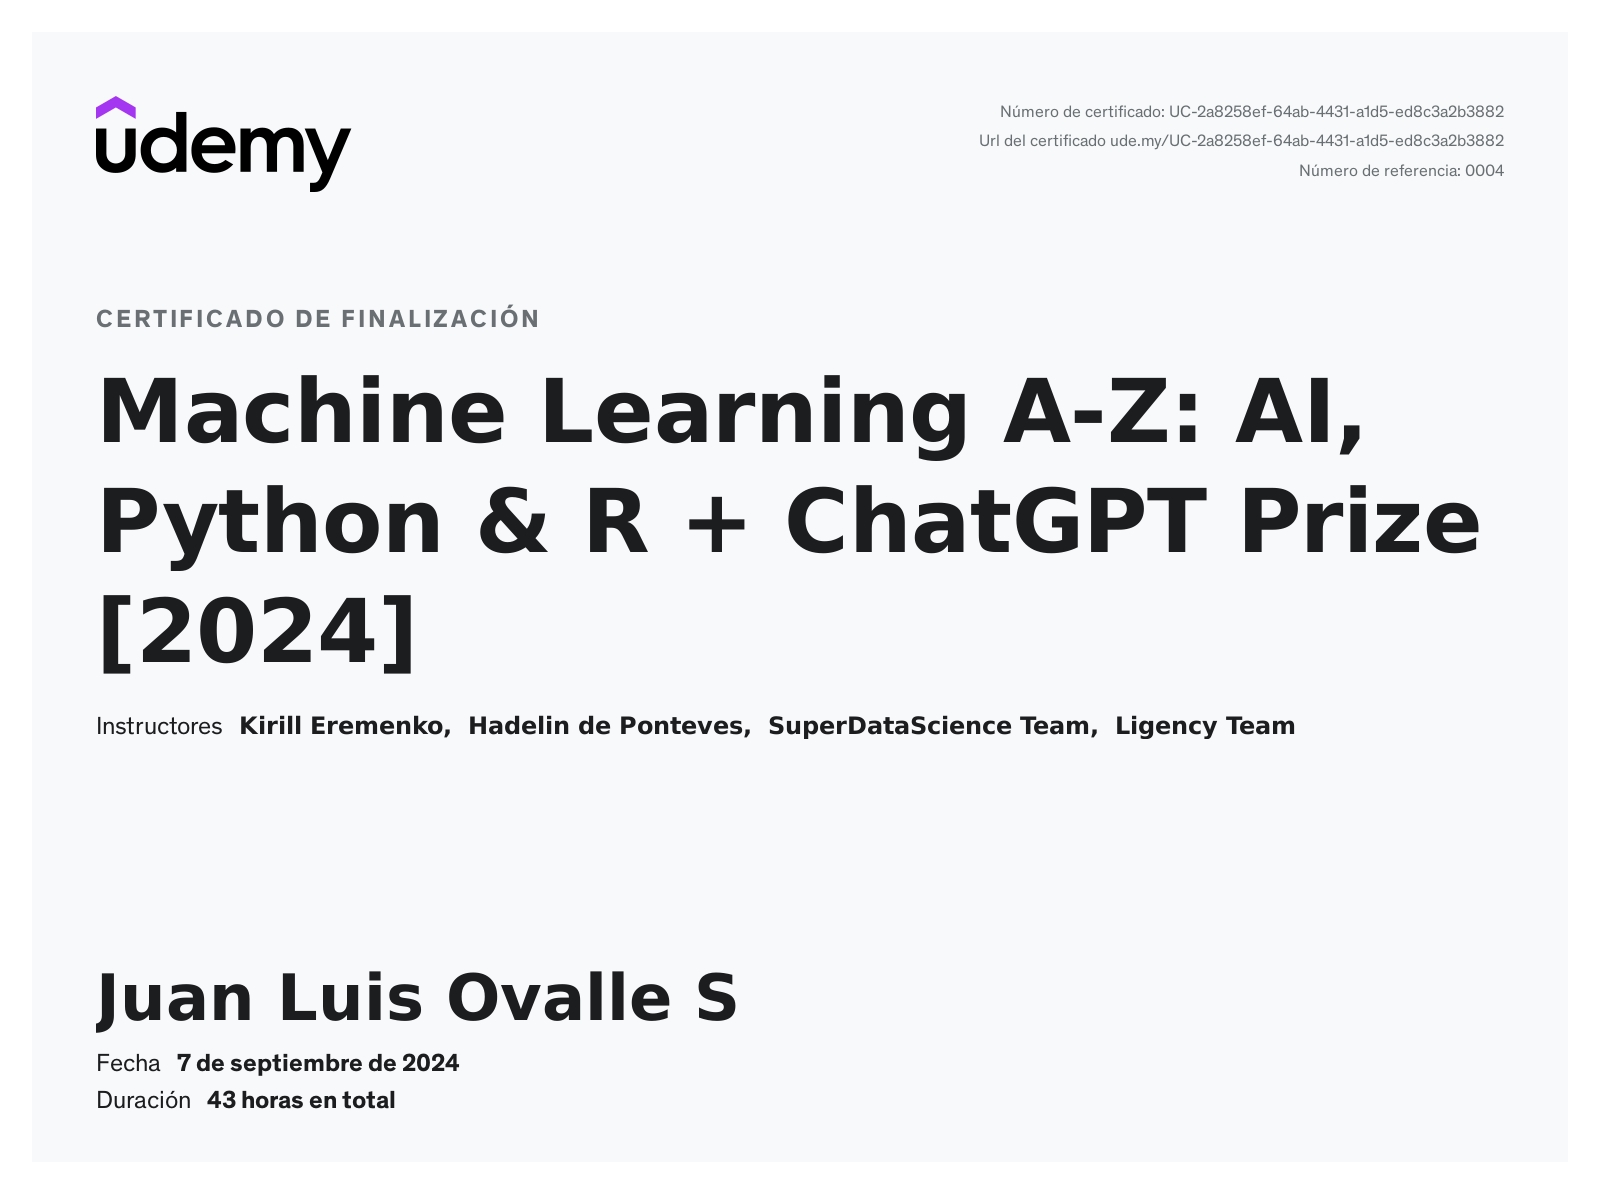 udemy
Número de certificado: UC-2a8258ef-64ab-4431-a1d5-ed8c3a2b3882
Url del certificado ude.my/UC-2a8258ef-64ab-4431-a1d5-ed8c3a2b3882
Número de referencia: 0004
CERTIFICADO DE FINALIZACIÓN
Machine Learning A-Z: AI,
Python & R + ChatGPT Prize
[2024]
Instructores Kirill Eremenko, Hadelin de Ponteves, SuperDataScience Team, Ligency Team
Juan Luis Ovalle S
Fecha 7 de septiembre de 2024
Duración 43 horas en total